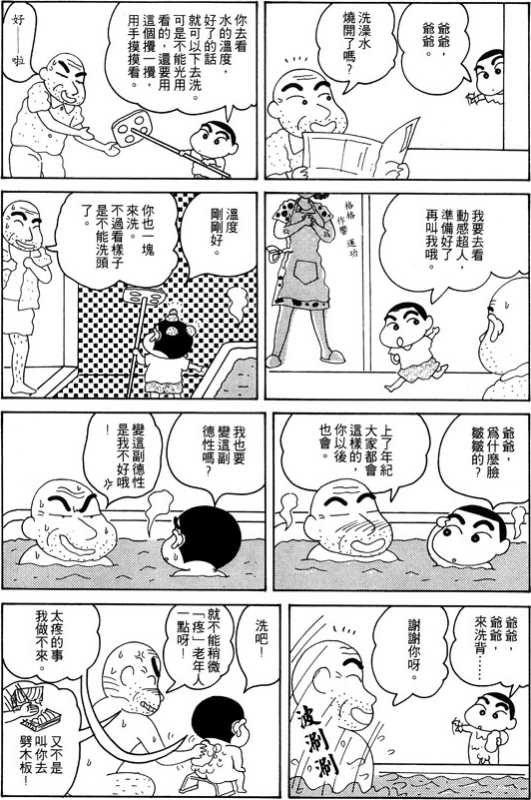 爺爺，
爺爺。
洗澡水
燒開了嗎？
你去看
水的溫度，
好了的話
就可以下去洗。
可是不能光用
看的，還要用
這個攪一攪，
用手摸摸看。
好——啦
我要去看
動感超人，
準備好了
再叫我哦。
格格
作響
運功
溫度
剛剛好。
你也一塊
來洗。
不過看樣子
是不能洗頭
了。
爺爺，
爲什麼臉
皺皺的？
上了年紀
大家都會
這樣的，
你以後
也會。
我也要
變這副
德性嗎？
變這副德性
是我不好哦
！
爺爺，
爺爺，
來洗背……
謝謝你呀。
波涮涮
洗吧！
就不能稍微
「疼」老年人
一點呀！
太疼的事
我做不來。
又不是
叫你去
劈木板！